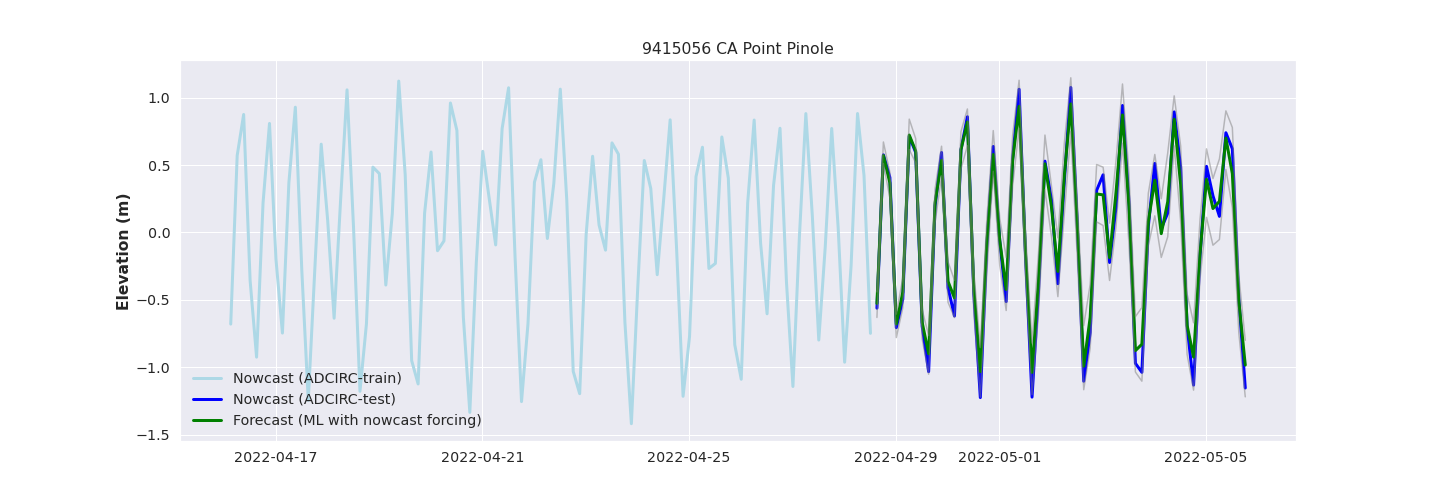 9415056 CA Point Pinole
Elevation (m)
1.0
0.5
0.0
−0.5
−1.0
−1.5
Nowcast (ADCIRC-train)
Nowcast (ADCIRC-test)
Forecast (ML with nowcast forcing)
2022-04-17 2022-04-21 2022-04-25 2022-04-29 2022-05-01 2022-05-05